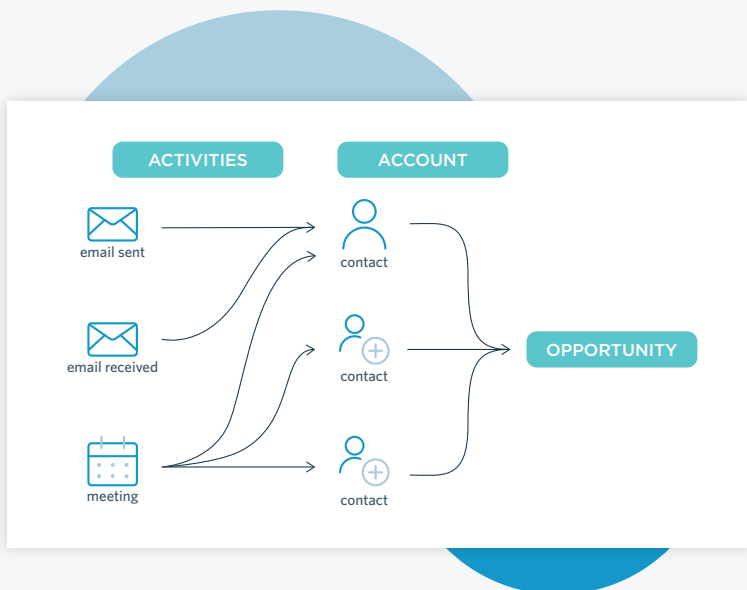 ACTIVITIES
ACCOUNT
email sent
contact
email received
contact
OPPORTUNITY
meeting
contact